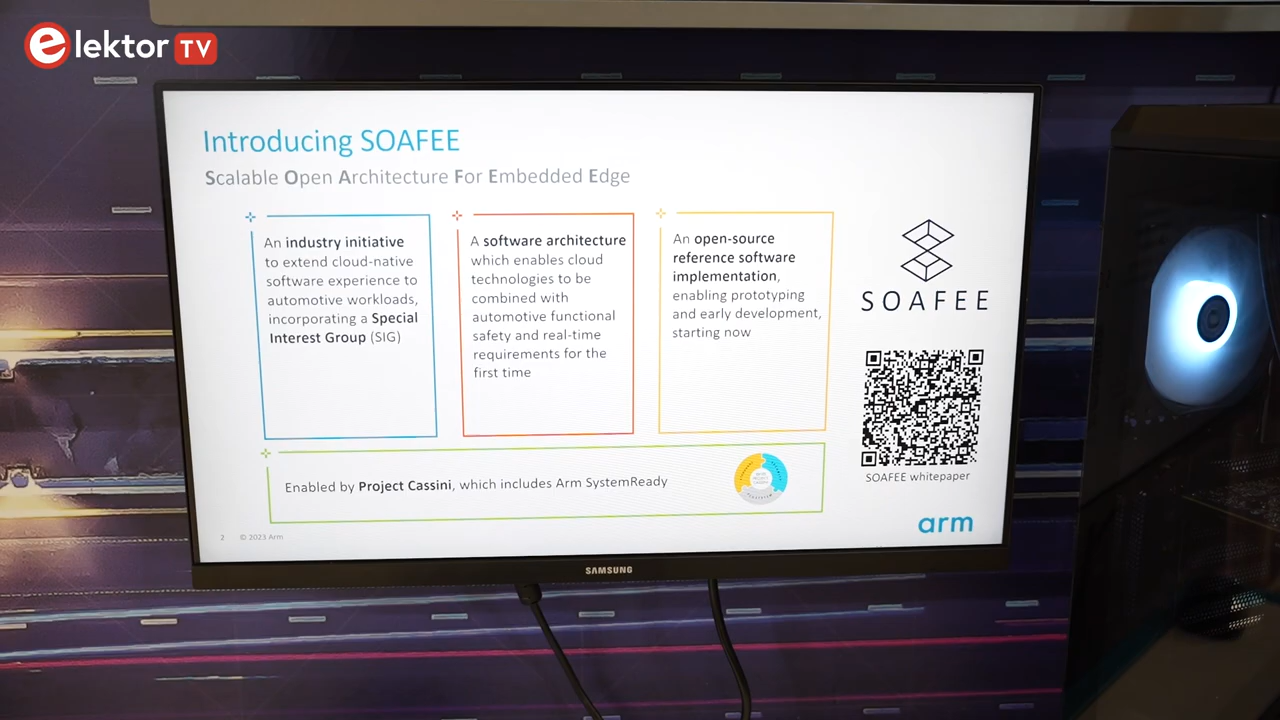 elektor TV
Introducing SOAFEE
Scalable Open Architecture For Embedded Edge
An industry initiative
to extend cloud-native
software experience to
automotive workloads,
incorporating a Special
Interest Group (SIG)
A software architecture
which enables cloud
technologies to be
combined with
automotive functional
safety and real-time
requirements for the
first time
An open-source
reference software
implementation,
enabling prototyping
and early development,
starting now
SOAFEE
SOAFEE whitepaper
Enabled by Project Cassini, which includes Arm SystemReady
arm
2 © 2023 Arm
SAMSUNG